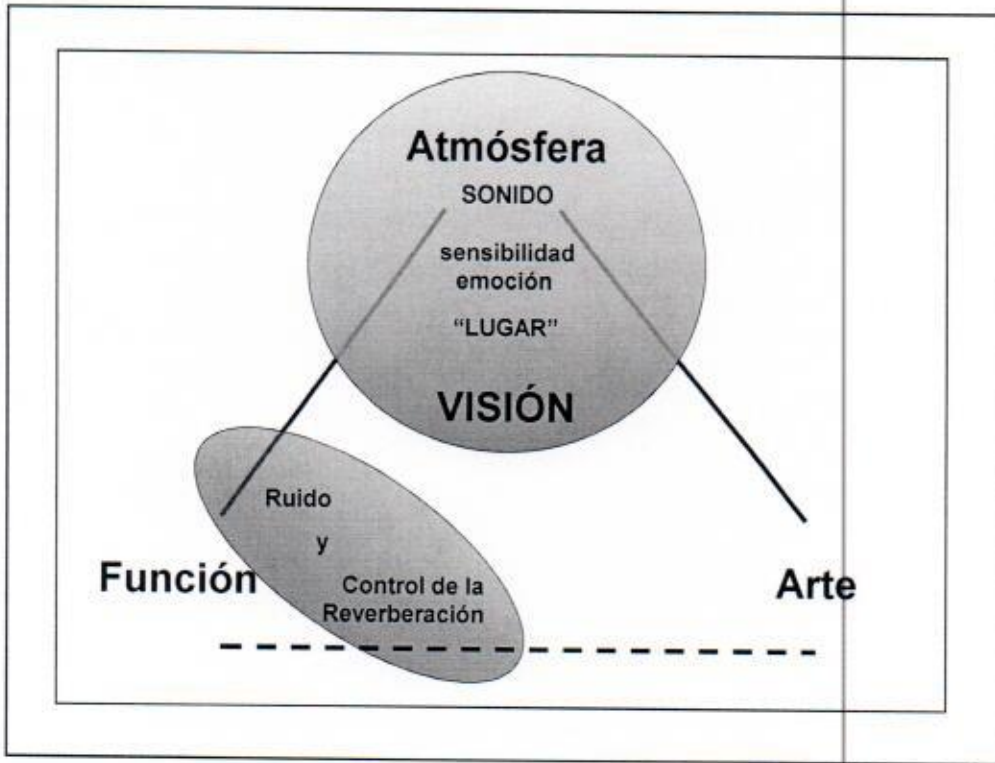 Atmósfera
SONIDO
sensibilidad
emoción
“LUGAR”
VISIÓN
Ruido
y
Control de la
Reverberación
Función
Arte